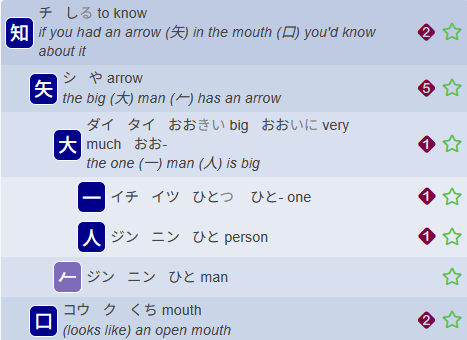 知 チ しる to know
if you had an arrow (矢) in the mouth (口) you'd know
about it
2
矢 シ や arrow
the big (大) man (𠂉) has an arrow
5
大 ダイ タイ おおきい big おおいに very
much おお-
the one (一) man (人) is big
1
一 イチ イツ ひとつ ひと- one
1
人 ジン ニン ひと person
1
𠂉 ジン ニン ひと man
口 コウ ク くち mouth
(looks like) an open mouth
2